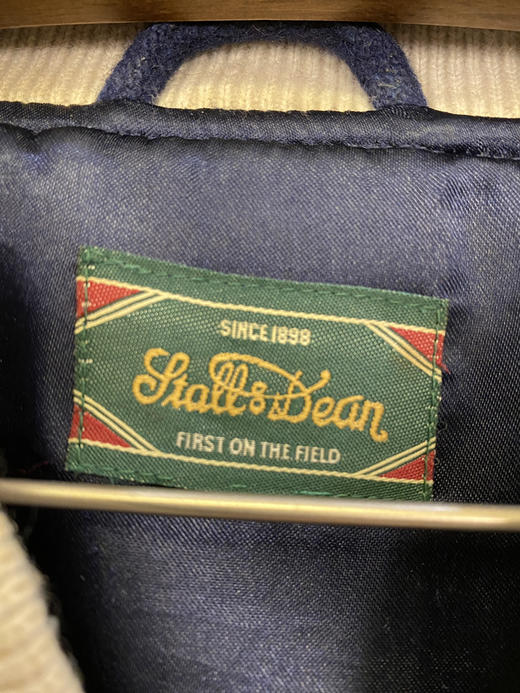 SINCE 1898
Stall & Dean
FIRST ON THE FIELD